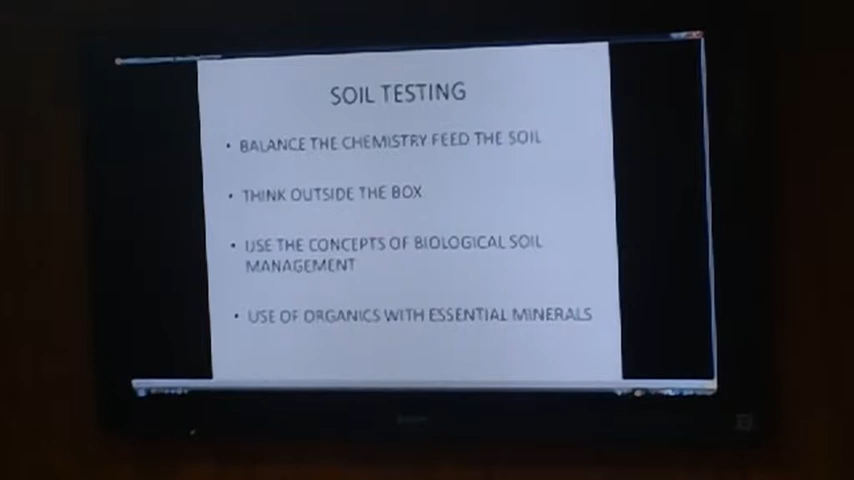 SOIL TESTING
• BALANCE THE CHEMISTRY FEED THE SOIL
• THINK OUTSIDE THE BOX
• USE THE CONCEPTS OF BIOLOGICAL SOIL
MANAGEMENT
• USE OF ORGANICS WITH ESSENTIAL MINERALS